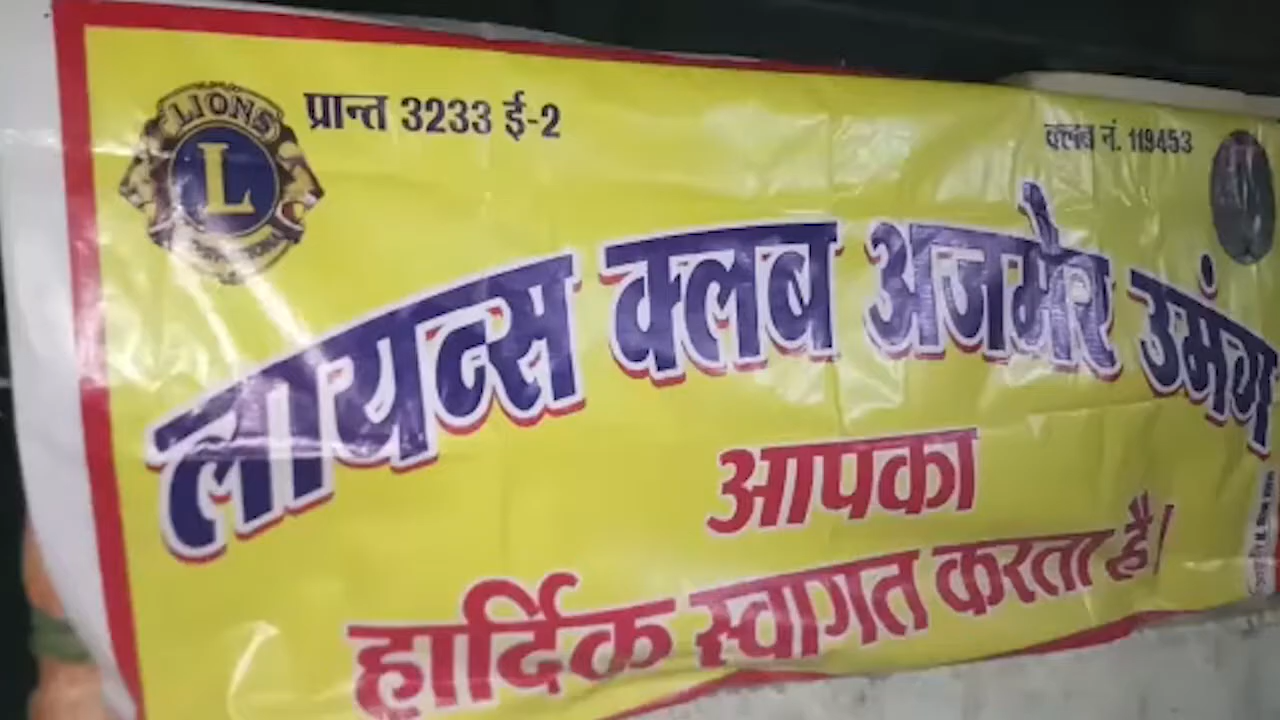 LIONS
L
प्रान्त 3233 ई-2
क्लब नं. 119453
लायन्स क्लब अजमेर उमंग
आपका
हार्दिक स्वागत करता है।